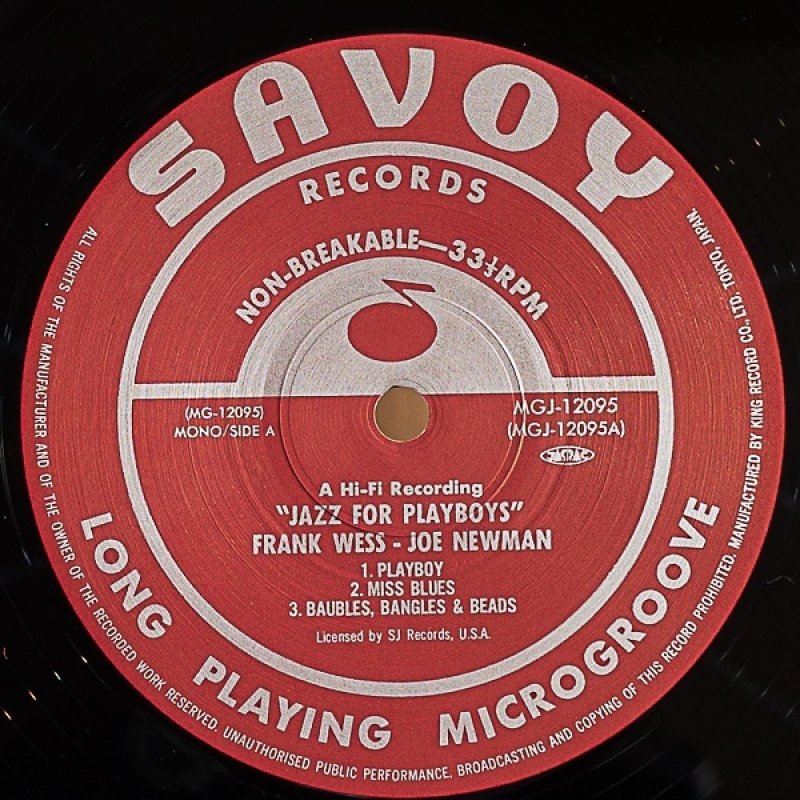 SAVOY
RECORDS
NON-BREAKABLE—33⅓RPM
(MG-12095)
MONO/SIDE A
MGJ-12095
(MGJ-12095A)
JASRAC
A Hi-Fi Recording
"JAZZ FOR PLAYBOYS"
FRANK WESS - JOE NEWMAN
1. PLAYBOY
2. MISS BLUES
3. BAUBLES, BANGLES & BEADS
Licensed by SJ Records, U.S.A.
LONG PLAYING MICROGROOVE
ALL RIGHTS OF THE MANUFACTURER AND OF THE OWNER OF THE RECORDED WORK RESERVED. UNAUTHORISED PUBLIC PERFORMANCE, BROADCASTING AND COPYING OF THIS RECORD PROHIBITED. MANUFACTURED BY KING RECORD CO., LTD. TOKYO, JAPAN.